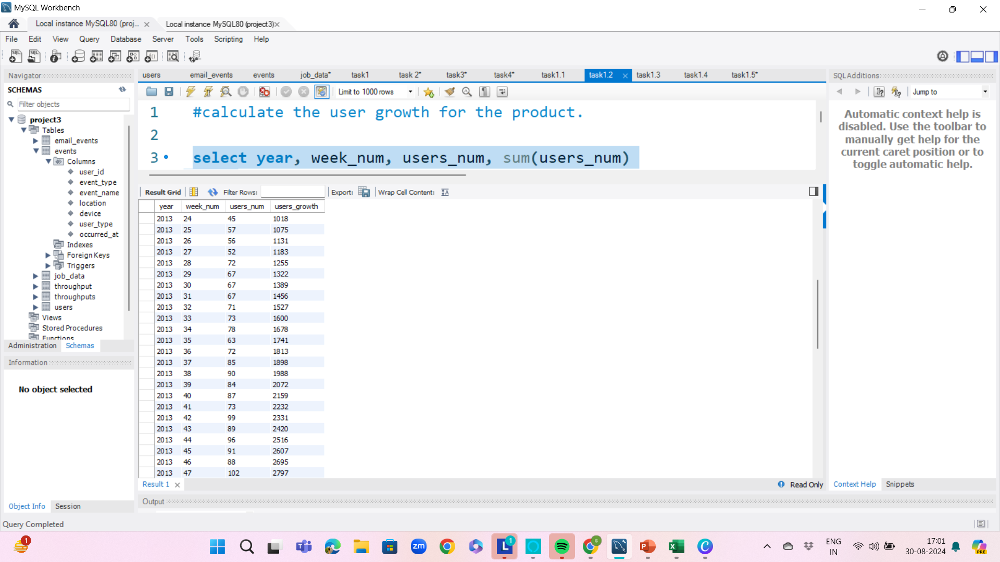 MySQL Workbench
Local instance MySQL80 (proj... Local instance MySQL80 (project3)
File Edit View Query Database Server Tools Scripting Help
Navigator
SCHEMAS
Filter objects
project3
Tables
email_events
events
Columns
user_id
event_type
event_name
location
device
user_type
occurred_at
Indexes
Foreign Keys
Triggers
job_data
throughput
throughputs
users
Views
Stored Procedures
Functions
Administration Schemas
Information
No object selected
Object Info Session
Query Completed
users email_events events job_data* task1 task 2* task3* task4* task1.1 task1.2 task1.3 task1.4 task1.5*
Limit to 1000 rows
1 #calculate the user growth for the product.
2
3 select year, week_num, users_num, sum(users_num)
Result Grid Filter Rows: Export: Wrap Cell Content:
year week_num users_num users_growth
2013 24 45 1018
2013 25 57 1075
2013 26 56 1131
2013 27 52 1183
2013 28 72 1255
2013 29 67 1322
2013 30 67 1389
2013 31 67 1456
2013 32 71 1527
2013 33 73 1600
2013 34 78 1678
2013 35 63 1741
2013 36 72 1813
2013 37 85 1898
2013 38 90 1988
2013 39 84 2072
2013 40 87 2159
2013 41 73 2232
2013 42 99 2331
2013 43 89 2420
2013 44 96 2516
2013 45 91 2607
2013 46 88 2695
2013 47 102 2797
Result 1
Read Only
Output
SQLAdditions
Jump to
Automatic context help is
disabled. Use the toolbar to
manually get help for the
current caret position or to
toggle automatic help.
Context Help Snippets
1
zm
L
1
S
PRE
ENG
IN
17:01
30-08-2024